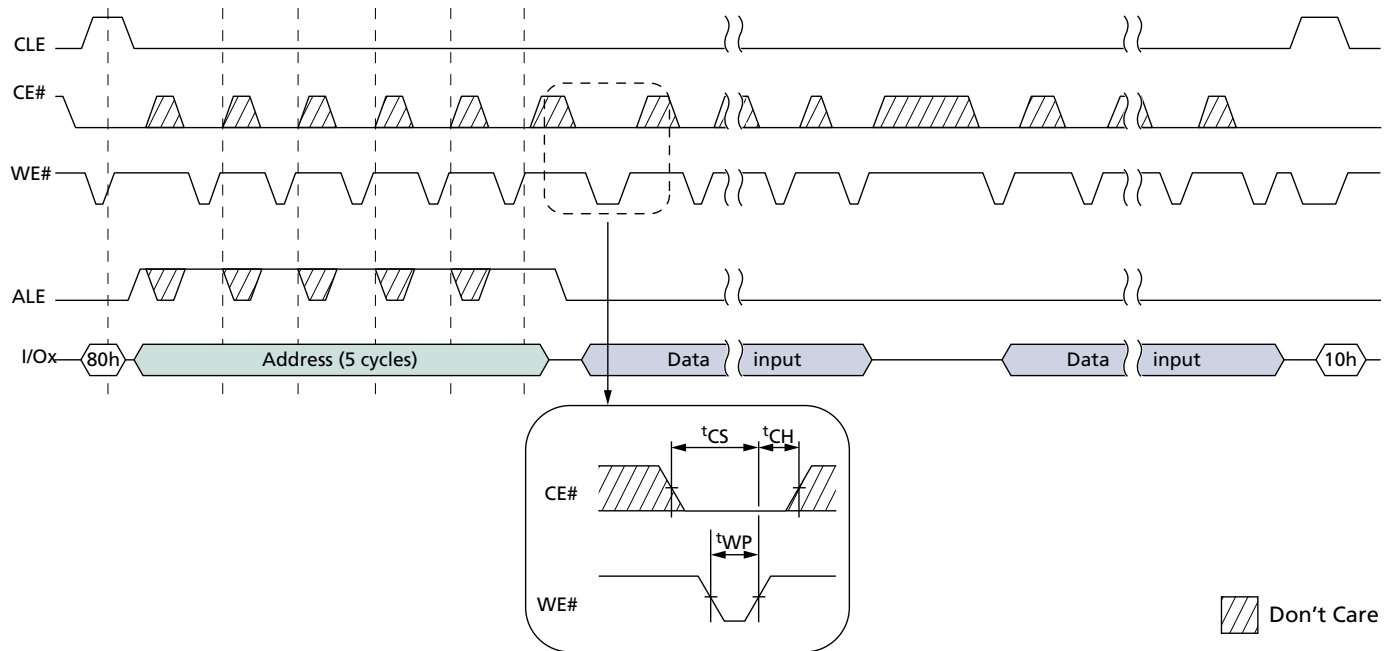 CLE
CE#
WE#
ALE
I/Ox
80h
Address (5 cycles)
Data input
Data input
10h
tCS
tCH
CE#
tWP
WE#
Don't Care